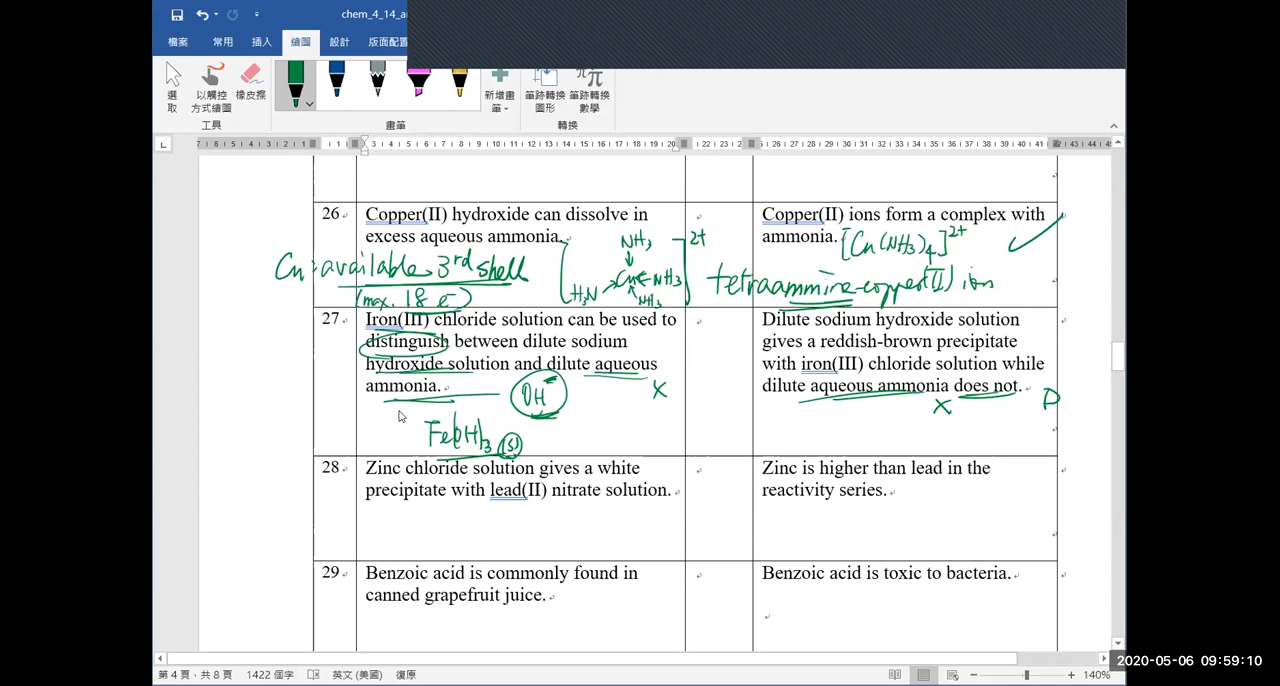 chem_4_14_a
檔案 常用 插入 繪圖 設計 版面配置
選取 以觸控方式繪圖 橡皮擦 新增畫筆 筆跡轉換圖形 筆跡轉換數學
工具 畫筆 轉換
26 Copper(II) hydroxide can dissolve in excess aqueous ammonia. Copper(II) ions form a complex with ammonia.
[Cu(NH3)4]2+
Cu: available 3rd shell
(max. 18 e)
NH3 2+
Cu NH3
H3N NH3
tetraammine copper(II) ion
27 Iron(III) chloride solution can be used to distinguish between dilute sodium hydroxide solution and dilute aqueous ammonia. Dilute sodium hydroxide solution gives a reddish-brown precipitate with iron(III) chloride solution while dilute aqueous ammonia does not.
OH- X X D
Fe(OH)3 (s)
28 Zinc chloride solution gives a white precipitate with lead(II) nitrate solution. Zinc is higher than lead in the reactivity series.
29 Benzoic acid is commonly found in canned grapefruit juice. Benzoic acid is toxic to bacteria.
2020-05-06 09:59:10
第 4 頁，共 8 頁 1422 個字 英文 (美國) 復原 140%